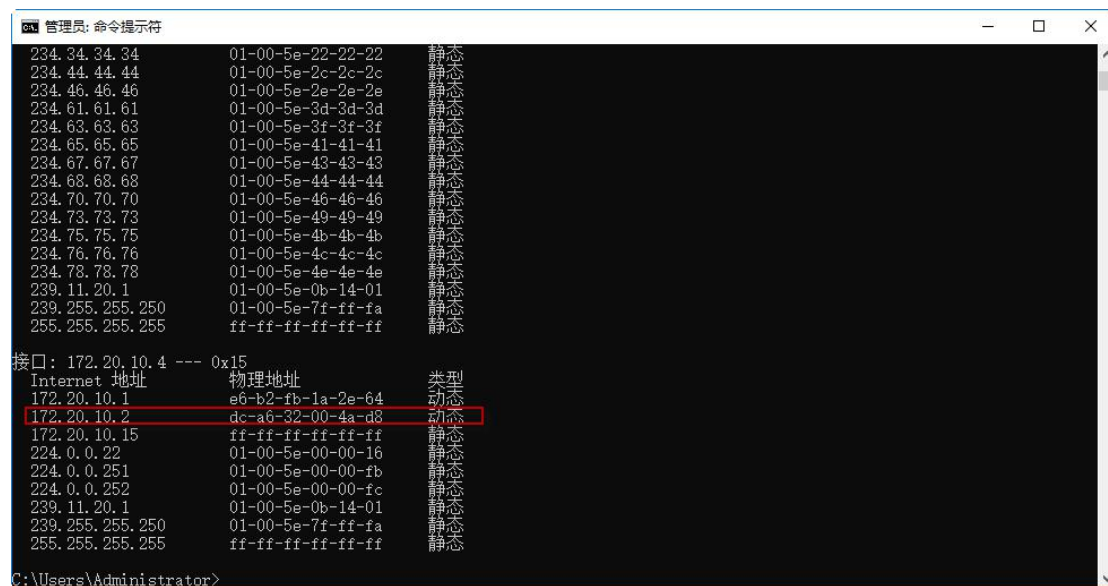 管理员: 命令提示符
234.34.34.34 01-00-5e-22-22-22 静态
234.44.44.44 01-00-5e-2c-2c-2c 静态
234.46.46.46 01-00-5e-2e-2e-2e 静态
234.61.61.61 01-00-5e-3d-3d-3d 静态
234.63.63.63 01-00-5e-3f-3f-3f 静态
234.65.65.65 01-00-5e-41-41-41 静态
234.67.67.67 01-00-5e-43-43-43 静态
234.68.68.68 01-00-5e-44-44-44 静态
234.70.70.70 01-00-5e-46-46-46 静态
234.73.73.73 01-00-5e-49-49-49 静态
234.75.75.75 01-00-5e-4b-4b-4b 静态
234.76.76.76 01-00-5e-4c-4c-4c 静态
234.78.78.78 01-00-5e-4e-4e-4e 静态
239.11.20.1 01-00-5e-0b-14-01 静态
239.255.255.250 01-00-5e-7f-ff-fa 静态
255.255.255.255 ff-ff-ff-ff-ff-ff 静态
接口: 172.20.10.4 --- 0x15
Internet 地址 物理地址 类型
172.20.10.1 e6-b2-fb-1a-2e-64 动态
172.20.10.2 dc-a6-32-00-4a-d8 动态
172.20.10.15 ff-ff-ff-ff-ff-ff 静态
224.0.0.22 01-00-5e-00-00-16 静态
224.0.0.251 01-00-5e-00-00-fb 静态
224.0.0.252 01-00-5e-00-00-fc 静态
239.11.20.1 01-00-5e-0b-14-01 静态
239.255.255.250 01-00-5e-7f-ff-fa 静态
255.255.255.255 ff-ff-ff-ff-ff-ff 静态
C:\Users\Administrator>